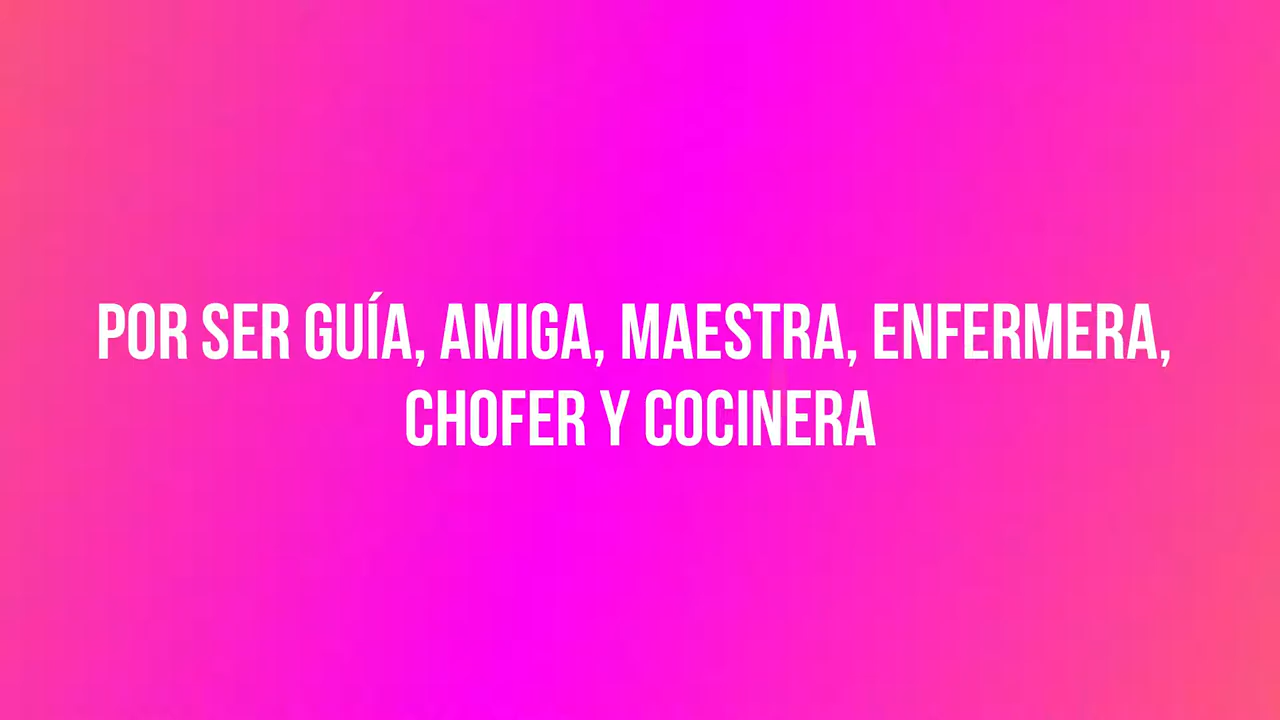 POR SER GUÍA, AMIGA, MAESTRA, ENFERMERA,
CHOFER Y COCINERA